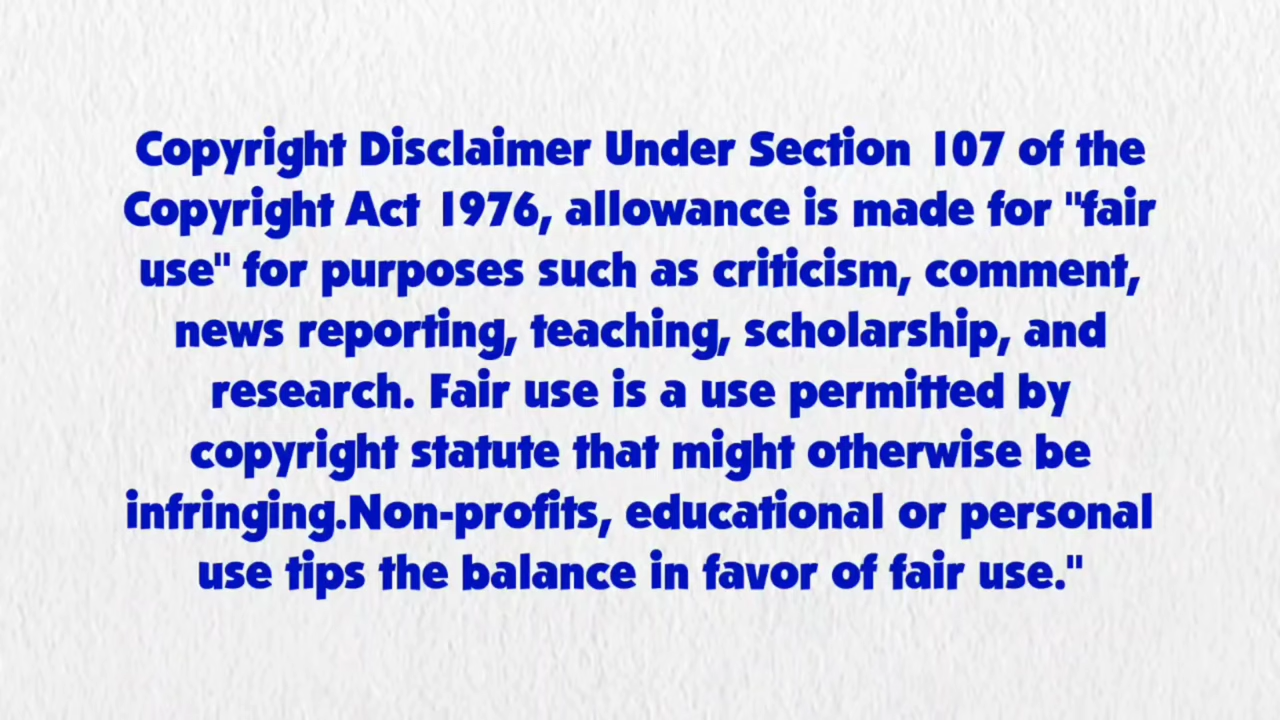 Copyright Disclaimer Under Section 107 of the
Copyright Act 1976, allowance is made for "fair
use" for purposes such as criticism, comment,
news reporting, teaching, scholarship, and
research. Fair use is a use permitted by
copyright statute that might otherwise be
infringing.Non-profits, educational or personal
use tips the balance in favor of fair use."